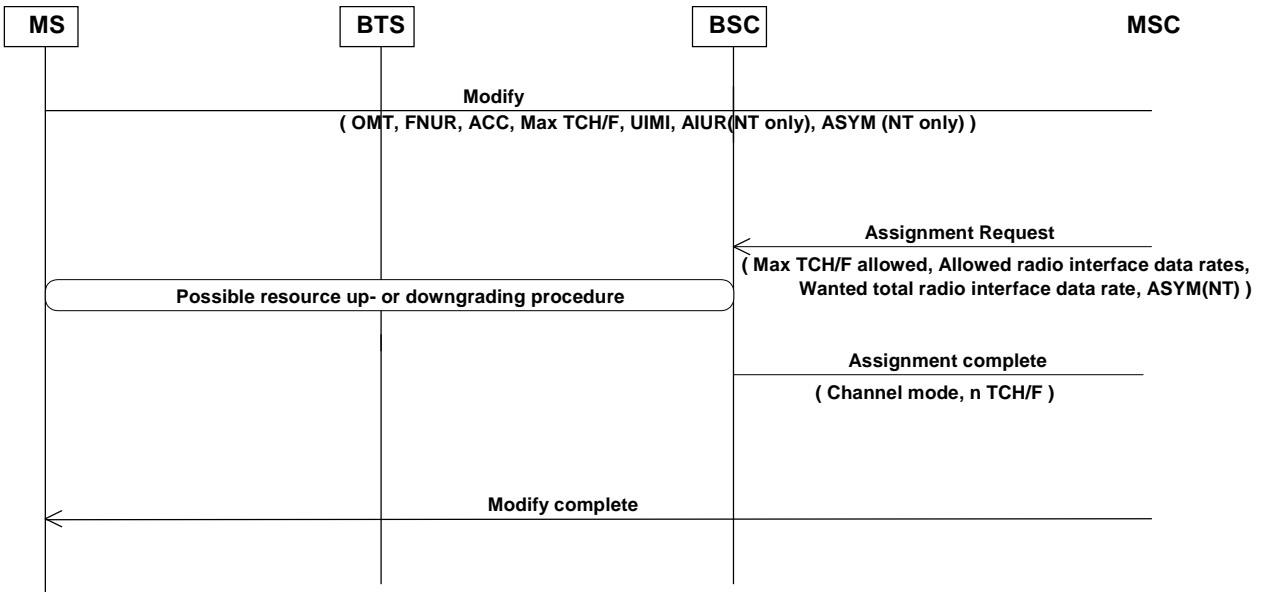 MS BTS BSC MSC
Modify
( OMT, FNUR, ACC, Max TCH/F, UIMI, AIUR(NT only), ASYM (NT only) )
Assignment Request
( Max TCH/F allowed, Allowed radio interface data rates,
Wanted total radio interface data rate, ASYM(NT) )
Possible resource up- or downgrading procedure
Assignment complete
( Channel mode, n TCH/F )
Modify complete